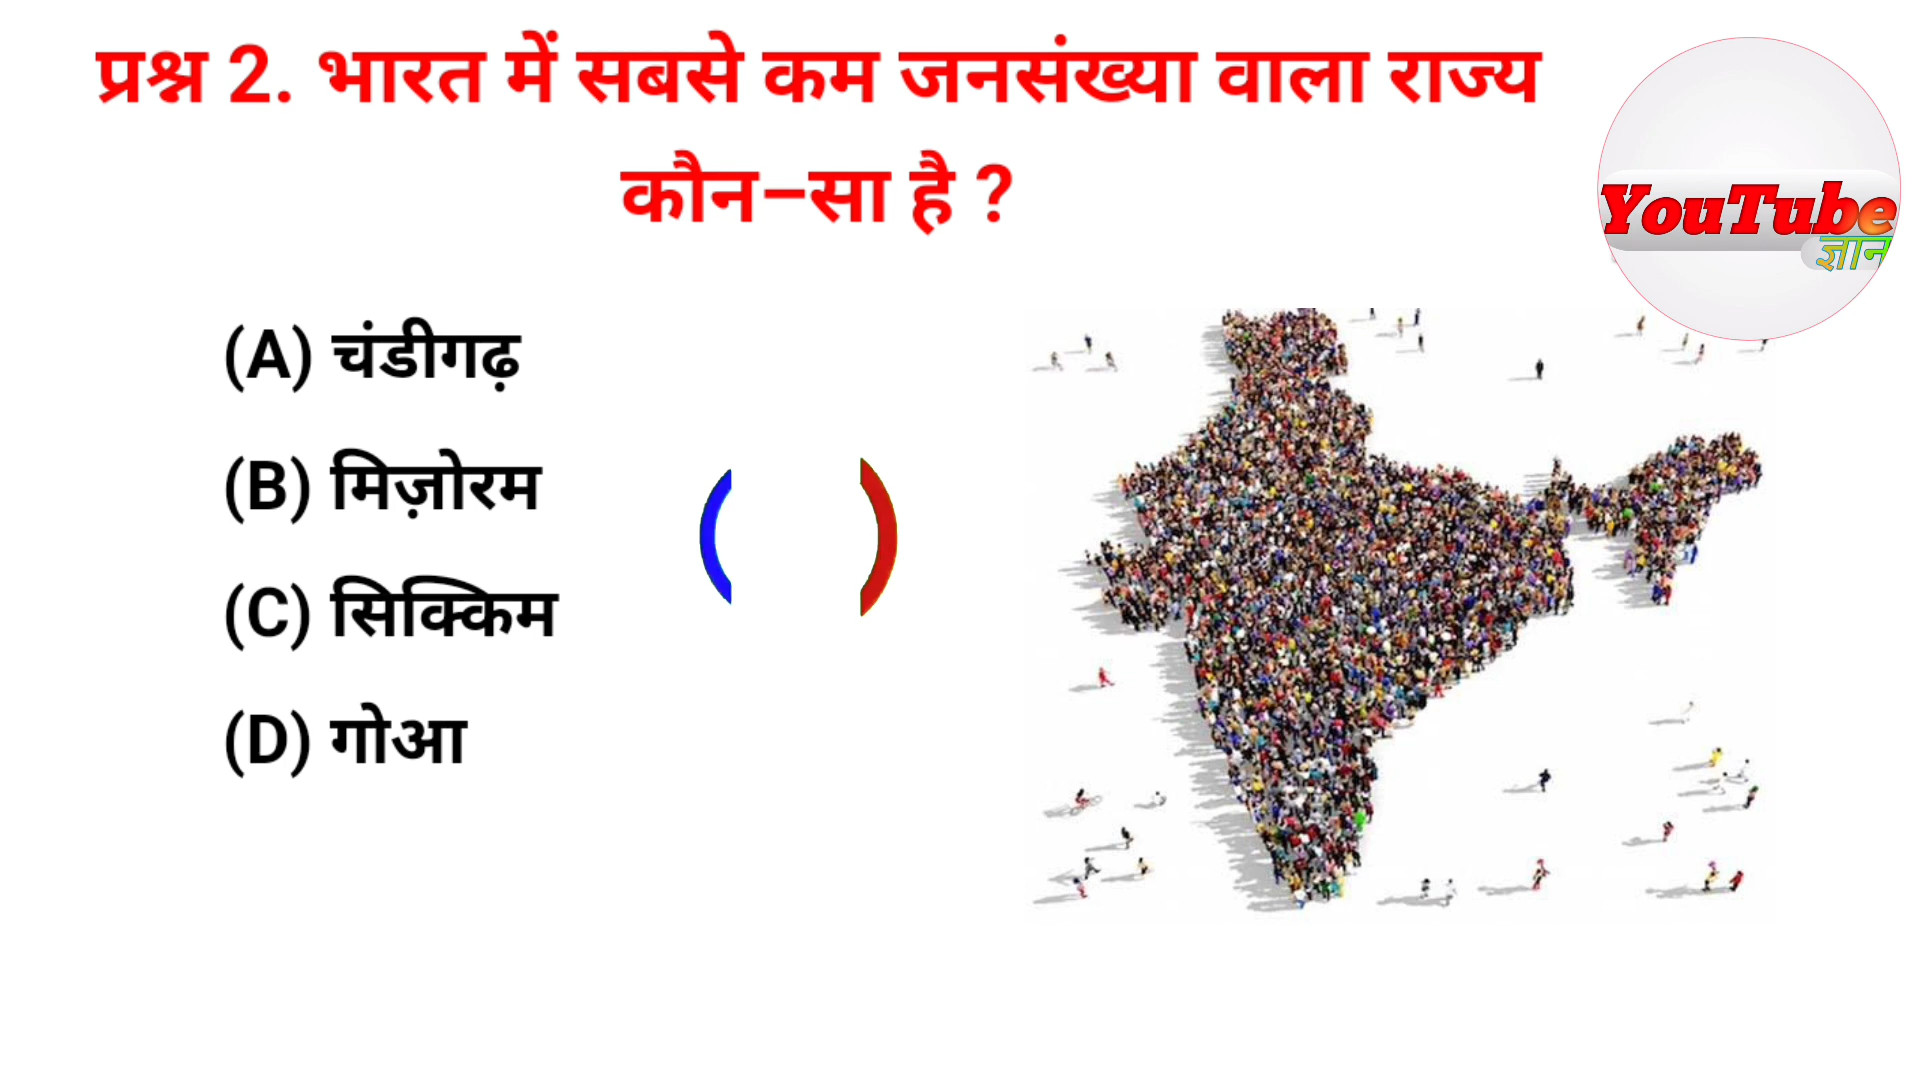 प्रश्न 2. भारत में सबसे कम जनसंख्या वाला राज्य
कौन–सा है ?
YouTube
ज्ञान
(A) चंडीगढ़
(B) मिज़ोरम
(C) सिक्किम
(D) गोआ